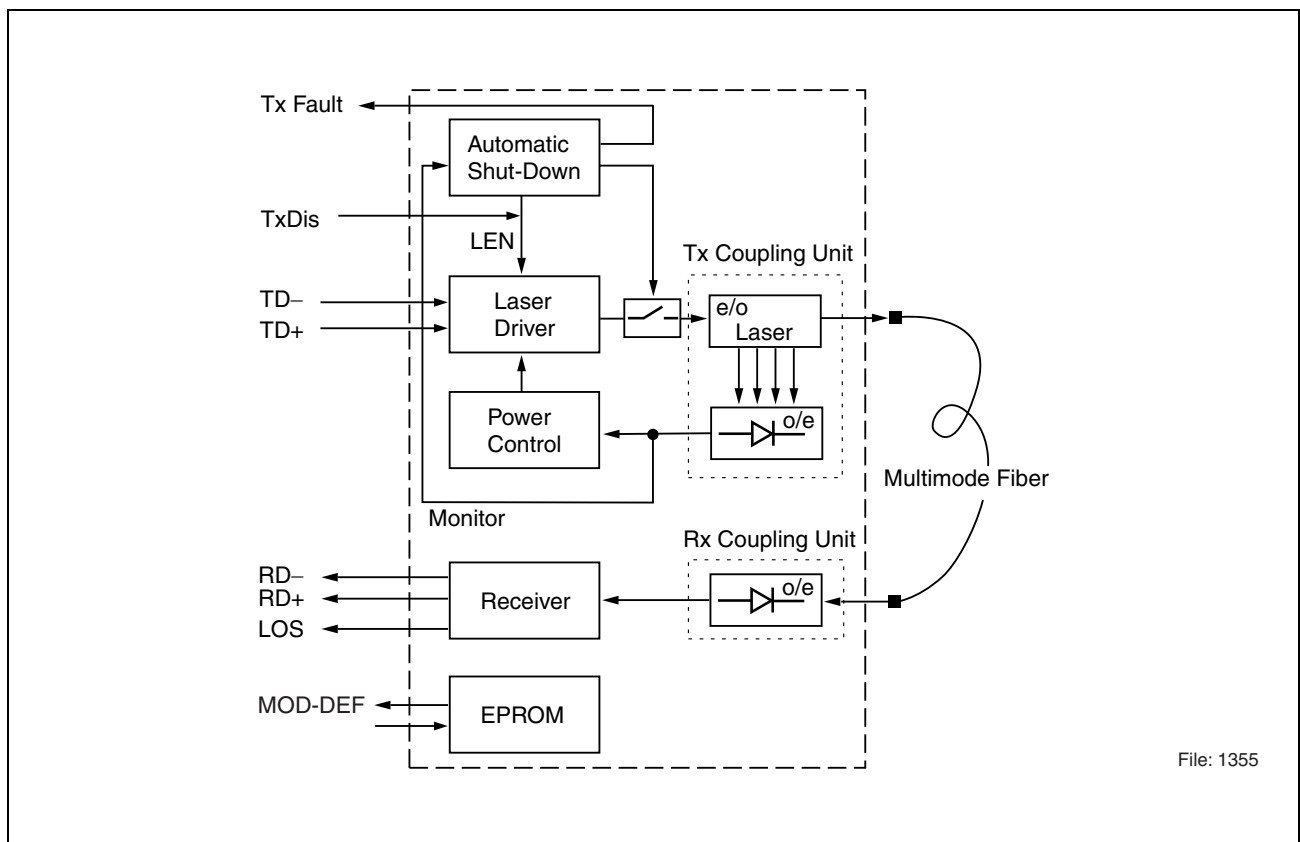 Tx Fault
Automatic
Shut-Down
TxDis
LEN
Tx Coupling Unit
TD–
TD+
Laser
Driver
e/o
Laser
Power
Control
o/e
Multimode Fiber
Monitor
Rx Coupling Unit
RD–
RD+
LOS
Receiver
o/e
MOD-DEF
EPROM
File: 1355